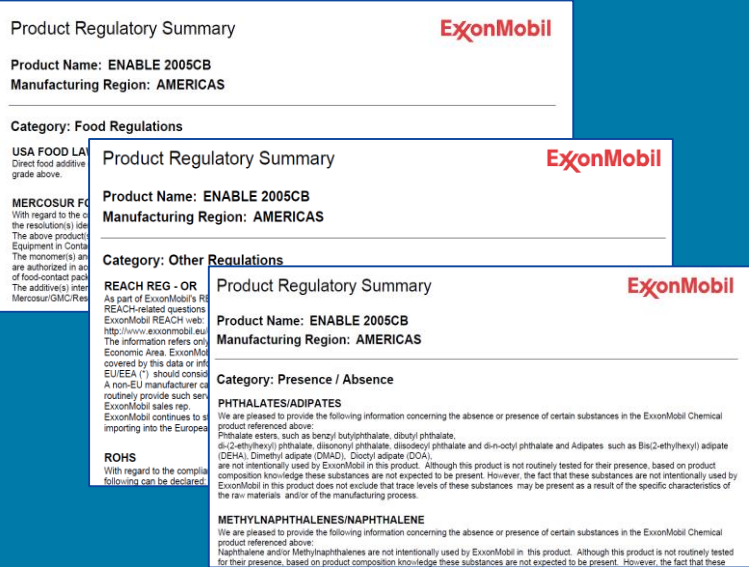 Product Regulatory Summary
ExxonMobil
Product Name: ENABLE 2005CB
Manufacturing Region: AMERICAS
Category: Food Regulations
USA FOOD LA
Direct food additive
grade above.
MERCOSUR FO
With regard to the c
the resolution(s) ide
The above product(s
Equipment in Conta
The monomer(s) an
are authorized in ac
of food-contact pack
The additive(s) inter
Mercosur/GMC/Res
Product Regulatory Summary
ExxonMobil
Product Name: ENABLE 2005CB
Manufacturing Region: AMERICAS
Category: Other Regulations
REACH REG - OR
As part of ExxonMobil's RE
REACH-related questions
ExxonMobil REACH web:
http://www.exxonmobil.eu/
The information refers only
Economic Area. ExxonMob
covered by this data or info
EU/EEA (*) should consid
A non-EU manufacturer ca
routinely provide such serv
ExxonMobil sales rep.
ExxonMobil continues to st
importing into the Europea
ROHS
With regard to the complia
following can be declared:
Product Regulatory Summary
ExxonMobil
Product Name: ENABLE 2005CB
Manufacturing Region: AMERICAS
Category: Presence / Absence
PHTHALATES/ADIPATES
We are pleased to provide the following information concerning the absence or presence of certain substances in the ExxonMobil Chemical
product referenced above:
Phthalate esters, such as benzyl butylphthalate, dibutyl phthalate,
di-(2-ethylhexyl) phthalate, diisononyl phthalate, diisodecyl phthalate and di-n-octyl phthalate and Adipates such as Bis(2-ethylhexyl) adipate
(DEHA), Dimethyl adipate (DMAD), Dioctyl adipate (DOA),
are not intentionally used by ExxonMobil in this product. Although this product is not routinely tested for their presence, based on product
composition knowledge these substances are not expected to be present. However, the fact that these substances are not intentionally used by
ExxonMobil in this product does not exclude that trace levels of these substances may be present as a result of the specific characteristics of
the raw materials and/or of the manufacturing process.
METHYLNAPHTHALENES/NAPHTHALENE
We are pleased to provide the following information concerning the absence or presence of certain substances in the ExxonMobil Chemical
product referenced above:
Naphthalene and/or Methylnaphthalenes are not intentionally used by ExxonMobil in this product. Although this product is not routinely tested
for their presence, based on product composition knowledge these substances are not expected to be present. However, the fact that these